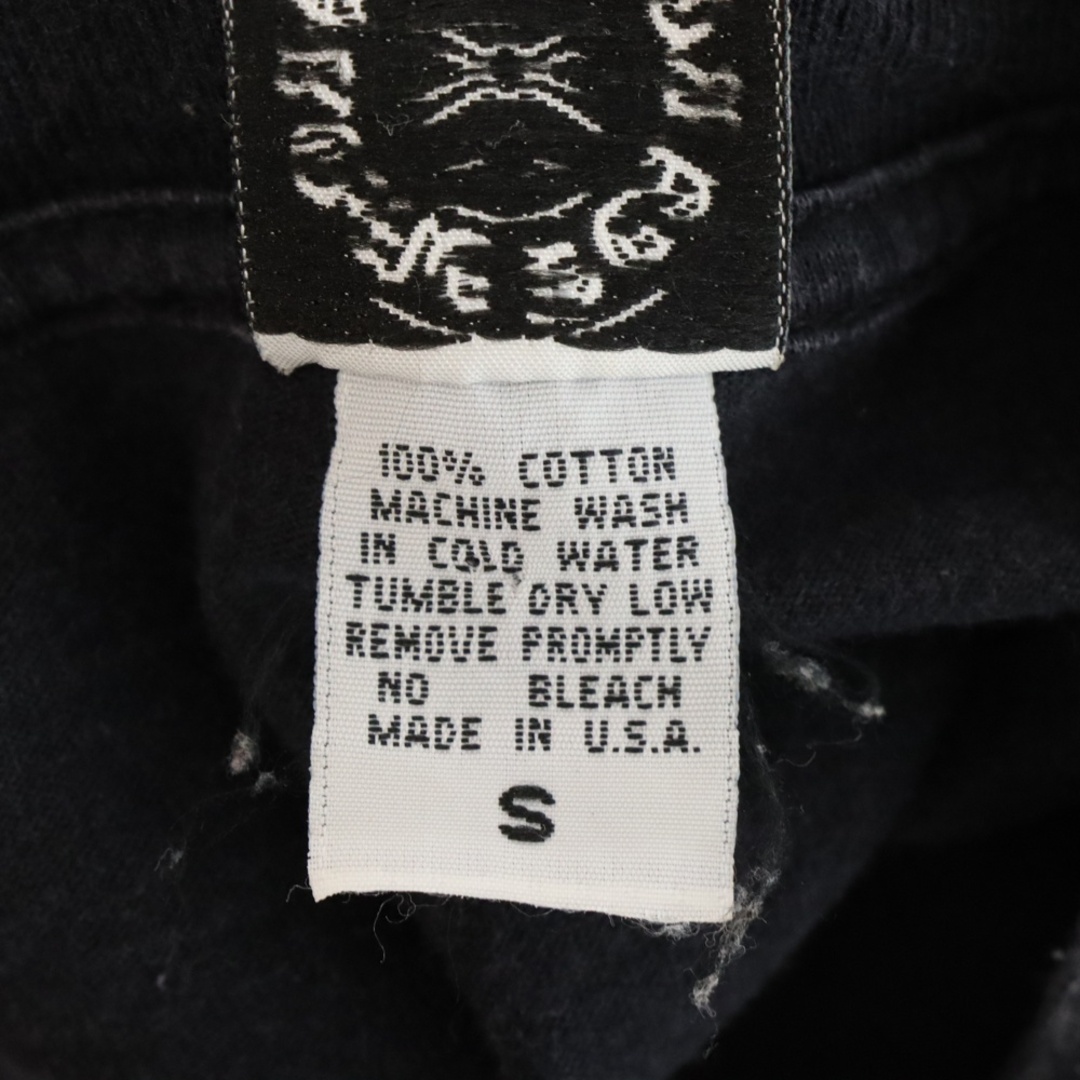 100% COTTON
MACHINE WASH
IN COLD WATER
TUMBLE DRY LOW
REMOVE PROMPTLY
NO BLEACH
MADE IN U.S.A.
S